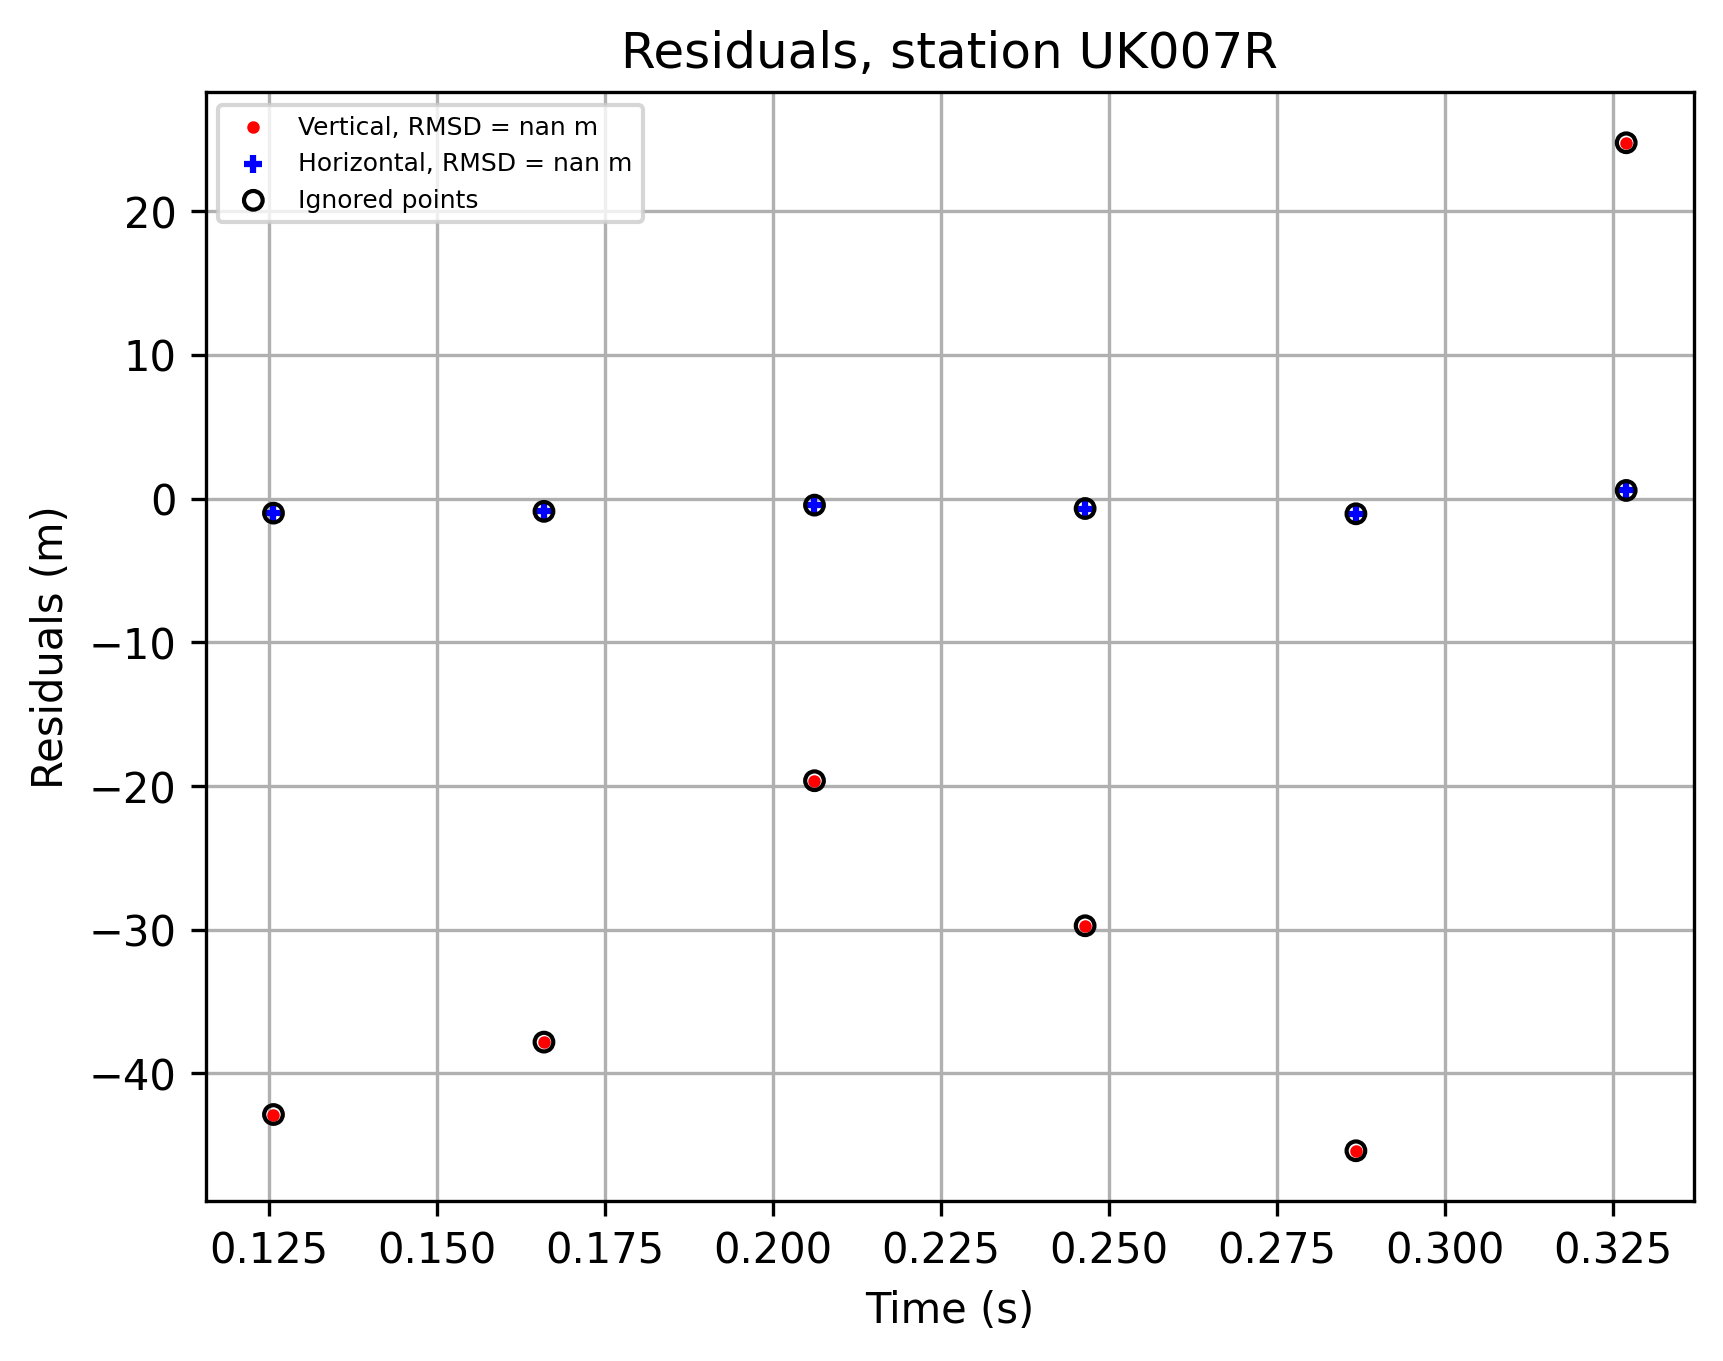 Residuals, station UK007R
Vertical, RMSD = nan m
Horizontal, RMSD = nan m
Ignored points
20
10
0
−10
−20
−30
−40
Residuals (m)
0.125 0.150 0.175 0.200 0.225 0.250 0.275 0.300 0.325
Time (s)